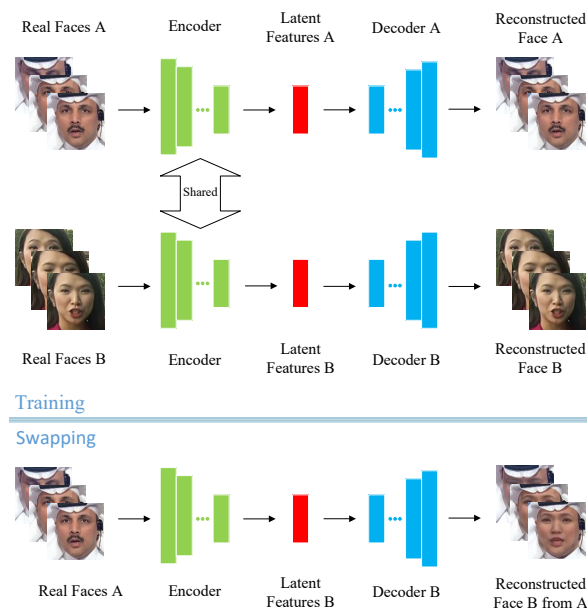 Real Faces A
Encoder
Latent
Features A
Decoder A
Reconstructed
Face A
Shared
Real Faces B
Encoder
Latent
Features B
Decoder B
Reconstructed
Face B
Training
Swapping
Real Faces A
Encoder
Latent
Features B
Decoder B
Reconstructed
Face B from A